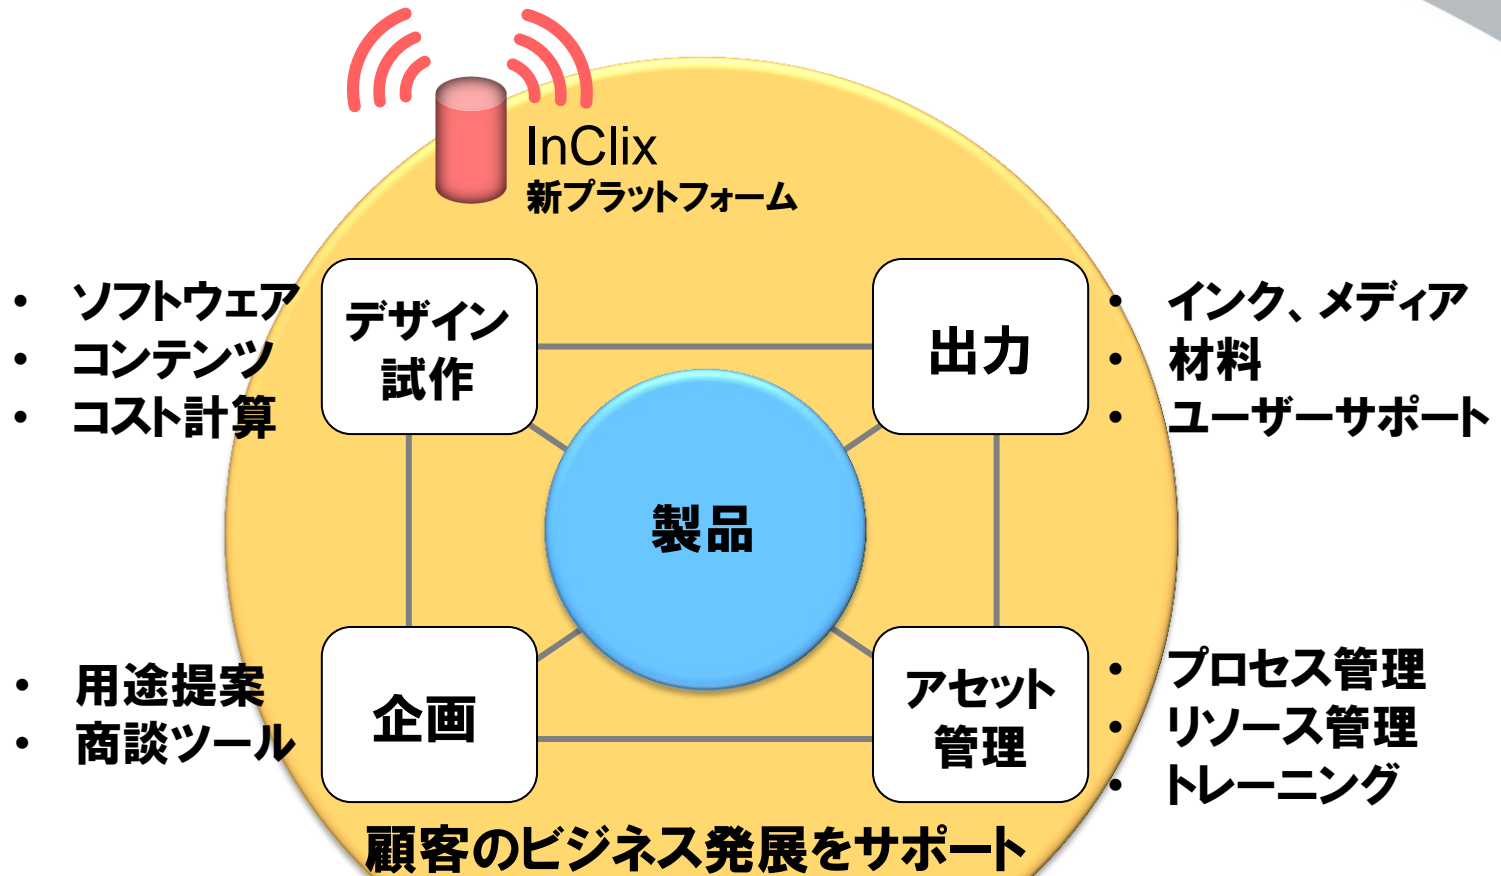 InClix
新プラットフォーム
• ソフトウェア
• コンテンツ
• コスト計算
デザイン
試作
出力
• インク、メディア
• 材料
• ユーザーサポート
製品
• 用途提案
• 商談ツール
企画
アセット
管理
• プロセス管理
• リソース管理
• トレーニング
顧客のビジネス発展をサポート